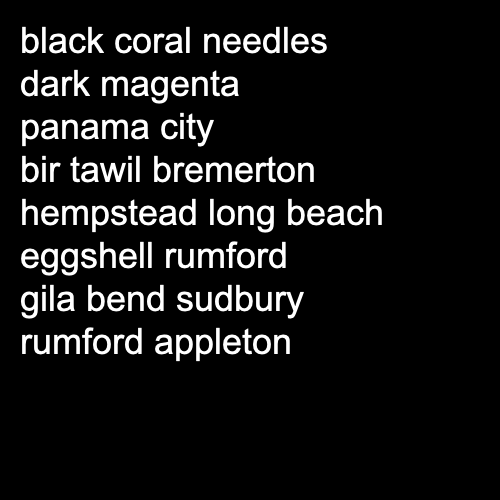 black coral needles
dark magenta
panama city
bir tawil bremerton
hempstead long beach
eggshell rumford
gila bend sudbury
rumford appleton